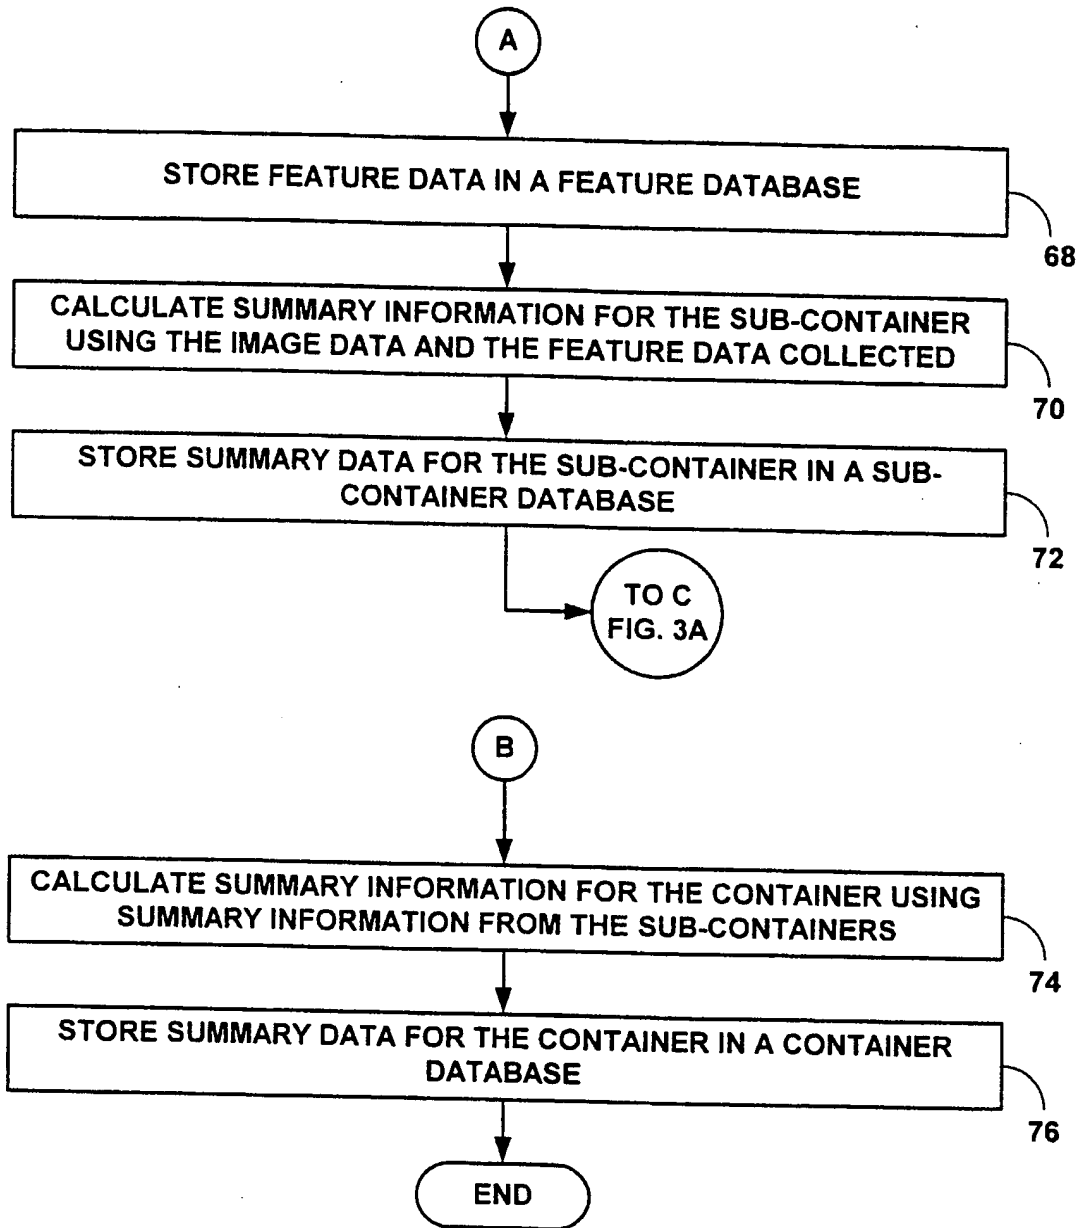 A
STORE FEATURE DATA IN A FEATURE DATABASE
68
CALCULATE SUMMARY INFORMATION FOR THE SUB-CONTAINER
USING THE IMAGE DATA AND THE FEATURE DATA COLLECTED
70
STORE SUMMARY DATA FOR THE SUB-CONTAINER IN A SUB-
CONTAINER DATABASE
72
TO C
FIG. 3A
B
CALCULATE SUMMARY INFORMATION FOR THE CONTAINER USING
SUMMARY INFORMATION FROM THE SUB-CONTAINERS
74
STORE SUMMARY DATA FOR THE CONTAINER IN A CONTAINER
DATABASE
76
END